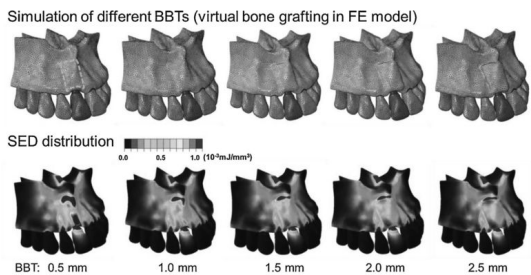 Simulation of different BBTs (virtual bone grafting in FE model)
SED distribution
0.0 0.5 1.0 (10⁻³mJ/mm³)
BBT: 0.5 mm 1.0 mm 1.5 mm 2.0 mm 2.5 mm